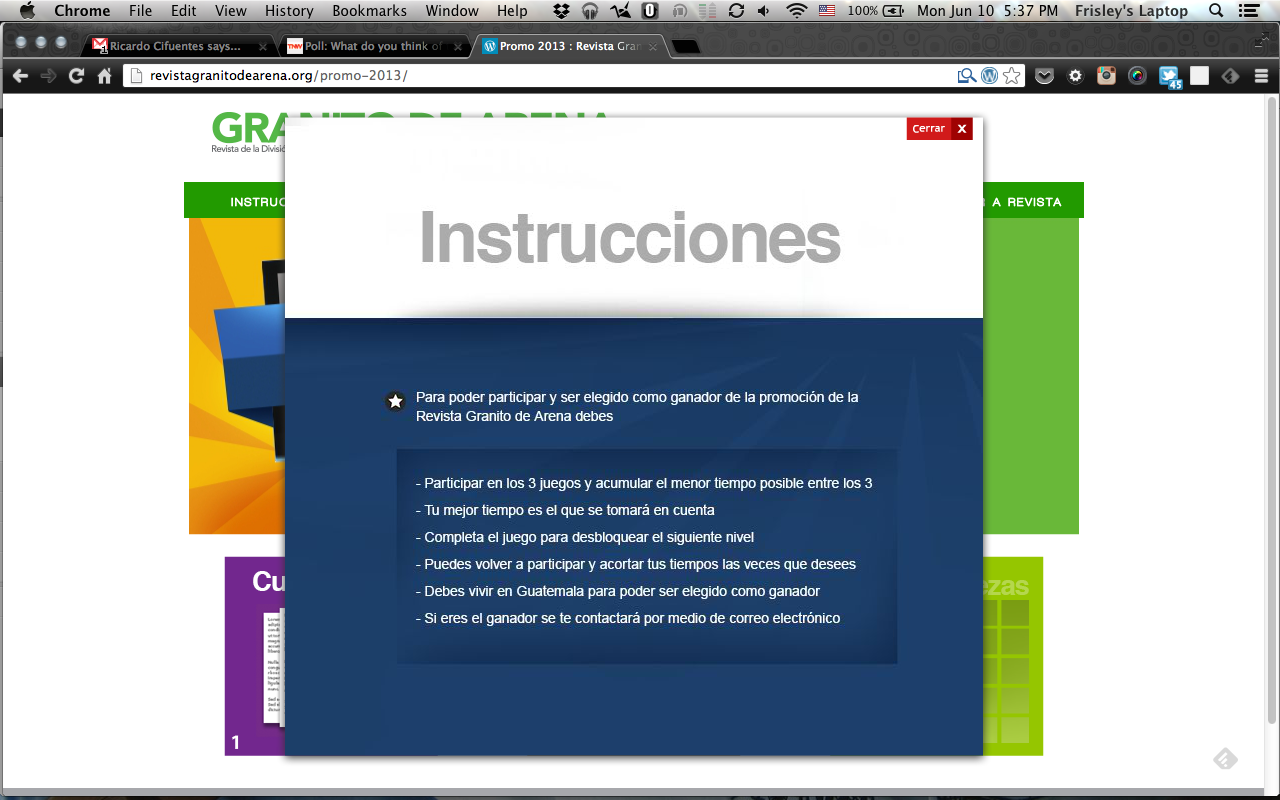 Chrome File Edit View History Bookmarks Window Help 100% Mon Jun 10 5:37 PM Frisley's Laptop
Ricardo Cifuentes says... Poll: What do you think of Promo 2013 : Revista Gran
revistagranitodearena.org/promo-2013/ 45
GRANITO DE ARENA
Cerrar X
Revista de la Divisió
INSTRUC A REVISTA
Instrucciones
Para poder participar y ser elegido como ganador de la promoción de la
Revista Granito de Arena debes
- Participar en los 3 juegos y acumular el menor tiempo posible entre los 3
- Tu mejor tiempo es el que se tomará en cuenta
- Completa el juego para desbloquear el siguiente nivel
- Puedes volver a participar y acortar tus tiempos las veces que desees
- Debes vivir en Guatemala para poder ser elegido como ganador
- Si eres el ganador se te contactará por medio de correo electrónico
Cu ezas
1